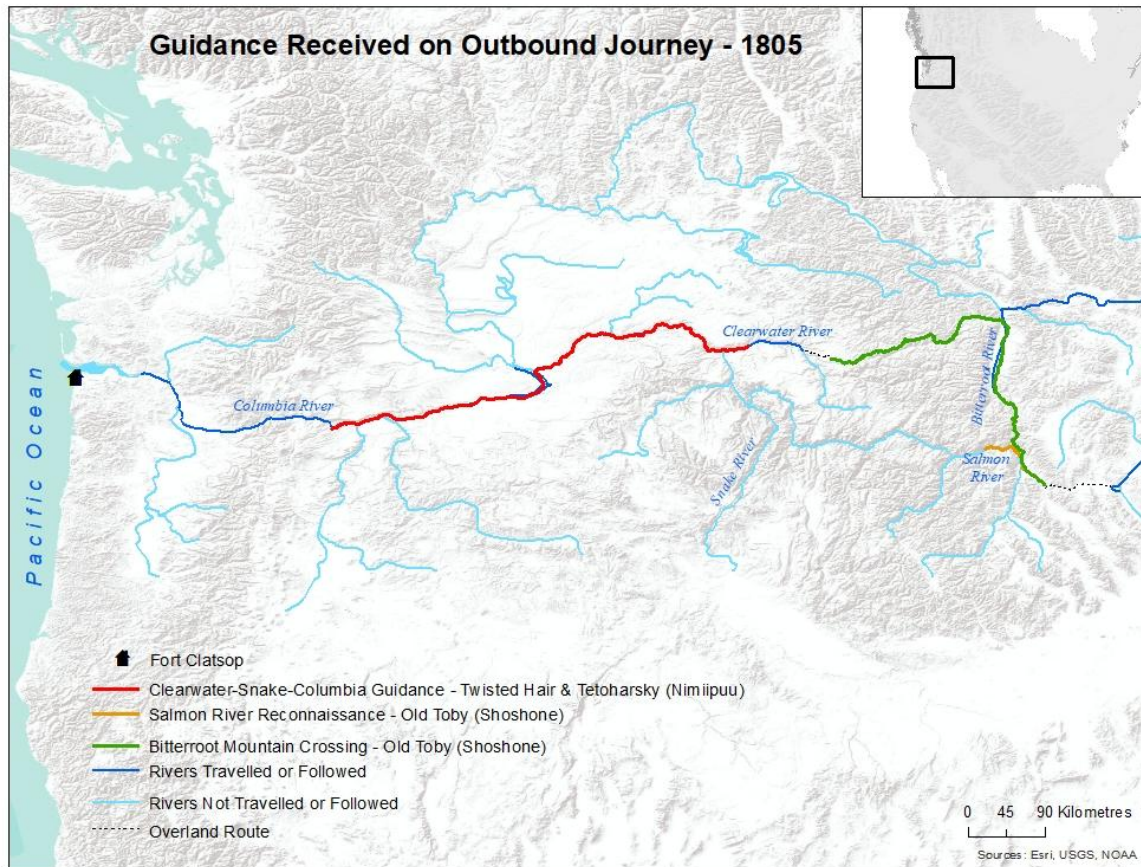 Guidance Received on Outbound Journey - 1805
Clearwater River
Bitterroot River
Columbia River
Salmon
River
Snake River
Pacific Ocean
Fort Clatsop
Clearwater-Snake-Columbia Guidance - Twisted Hair & Tetoharsky (Nimiipuu)
Salmon River Reconnaissance - Old Toby (Shoshone)
Bitterroot Mountain Crossing - Old Toby (Shoshone)
Rivers Travelled or Followed
Rivers Not Travelled or Followed
Overland Route
0 45 90 Kilometres
Sources: Esri, USGS, NOAA